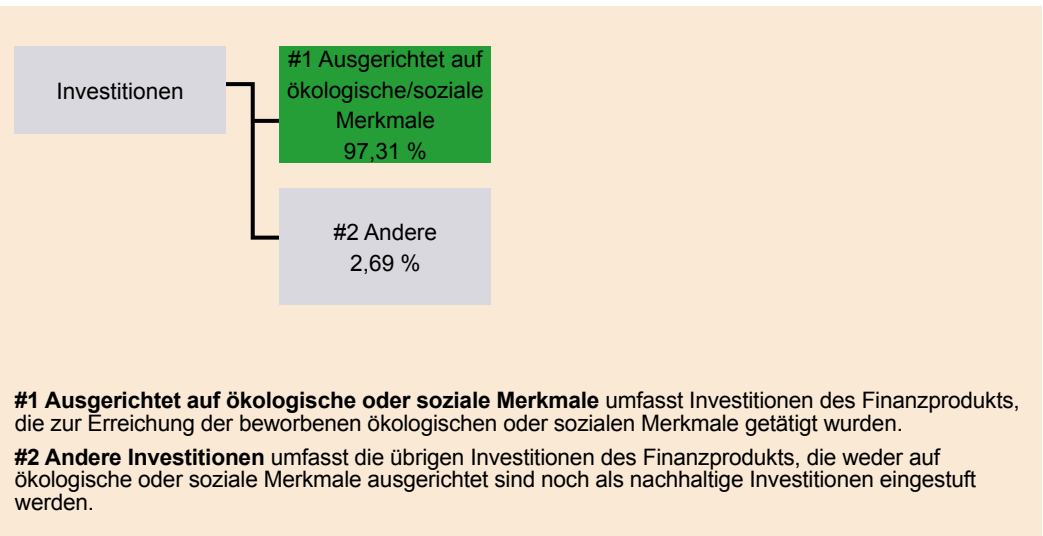 Investitionen
#1 Ausgerichtet auf
ökologische/soziale
Merkmale
97,31 %
#2 Andere
2,69 %
#1 Ausgerichtet auf ökologische oder soziale Merkmale umfasst Investitionen des Finanzprodukts,
die zur Erreichung der beworbenen ökologischen oder sozialen Merkmale getätigt wurden.
#2 Andere Investitionen umfasst die übrigen Investitionen des Finanzprodukts, die weder auf
ökologische oder soziale Merkmale ausgerichtet sind noch als nachhaltige Investitionen eingestuft
werden.